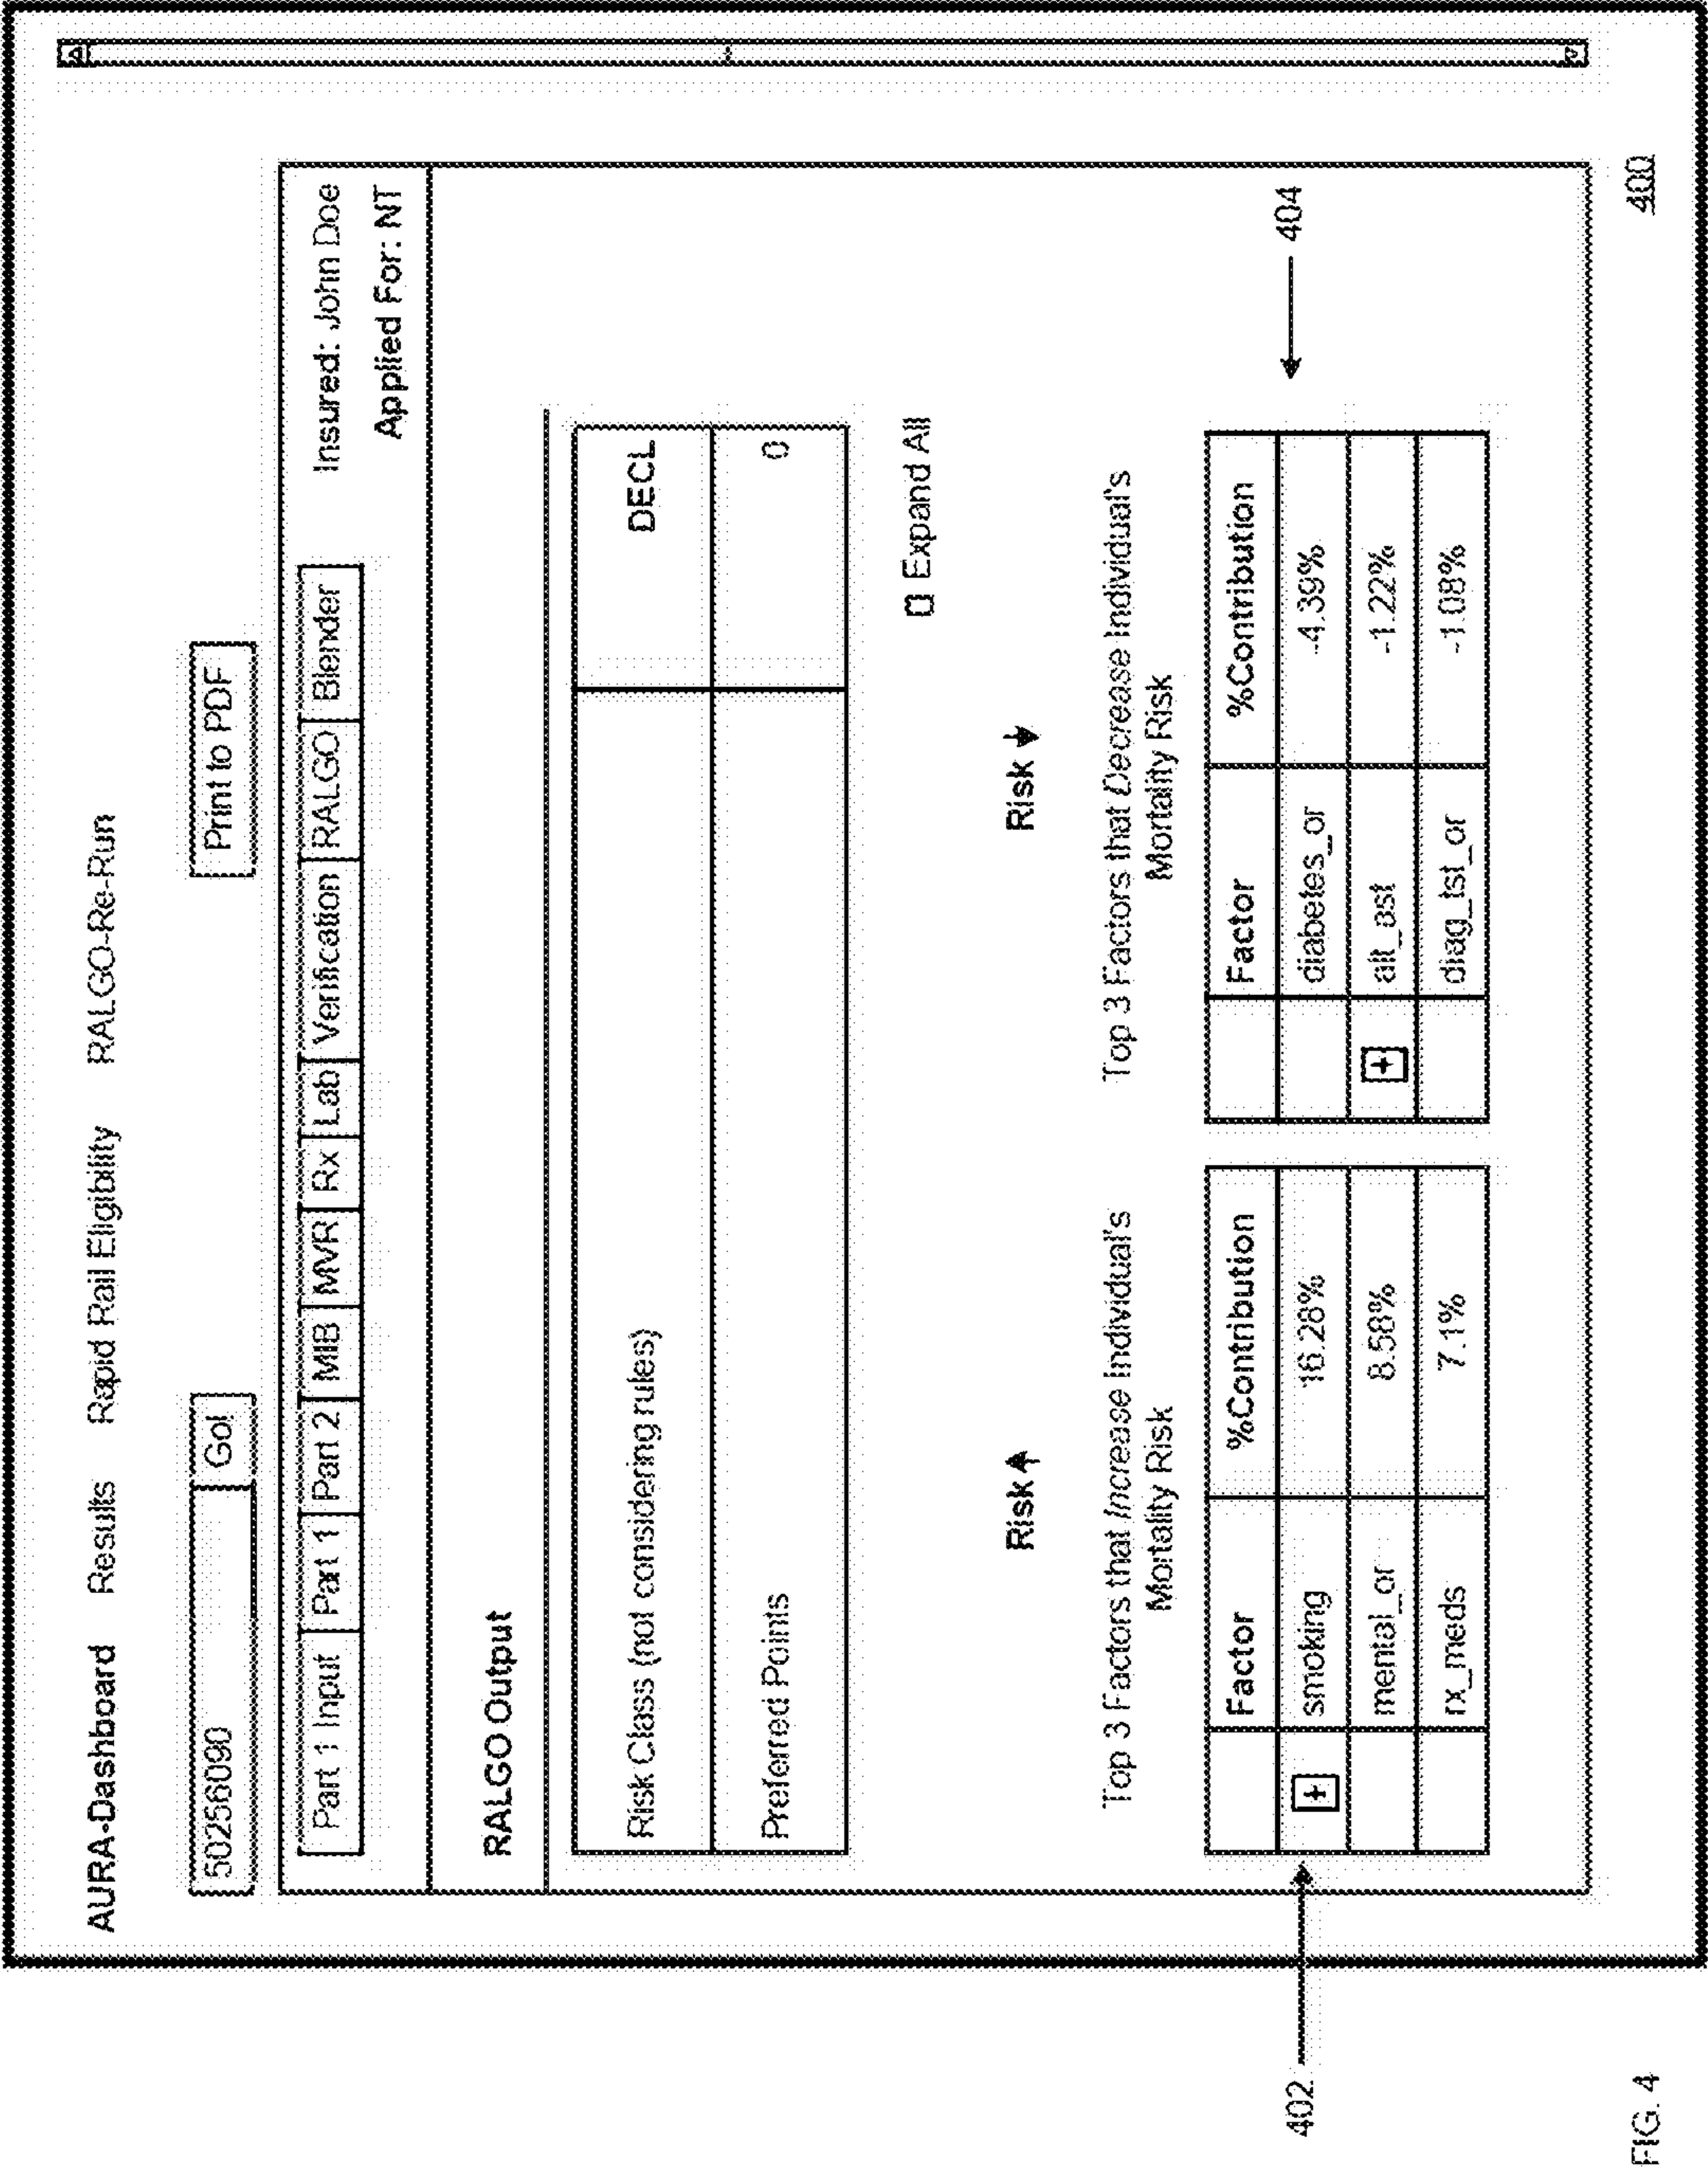 AURA-Dashboard Results Rapid Rail Eligibility RALGO-Re-Run
50256090 Go! Print to PDF
Part 1 Input Part 1 Part 2 MIB MVR Rx Lab Verification RALGO Blender Insured: John Doe
Applied For: NT
RALGO Output
Risk Class (not considering rules) DECL
Preferred Points 0
Expand All
Risk Risk
Top 3 Factors that Increase Individual's Top 3 Factors that Decrease Individual's
Mortality Risk Mortality Risk
Factor %Contribution Factor %Contribution
402 + smoking 16.28% diabetes_or -4.39% 404
mental_or 8.58% + alt_ast -1.22%
rx_meds 7.1% diag_tst_or -1.08%
FIG. 4 400